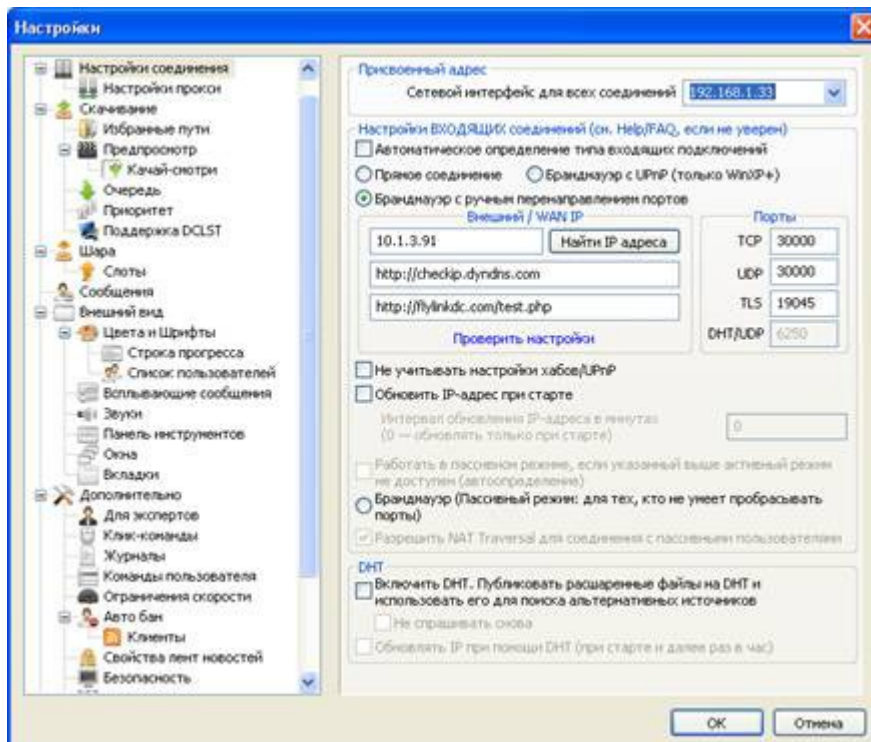 Настройки
Настройки соединения
Настройки прокси
Скачивание
Избранные пути
Предпросмотр
Качай-смотри
Очередь
Приоритет
Поддержка DCLST
Шара
Слоты
Сообщения
Внешний вид
Цвета и Шрифты
Строка прогресса
Список пользователей
Всплывающие сообщения
Звуки
Панель инструментов
Окна
Вкладки
Дополнительно
Для экспертов
Клик-команды
Журналы
Команды пользователя
Ограничения скорости
Авто бан
Клиенты
Свойства лент новостей
Безопасность
Присвоенный адрес
Сетевой интерфейс для всех соединений 192.168.1.33
Настройки ВХОДЯЩИХ соединений (см. Help/FAQ, если не уверен)
Автоматическое определение типа входящих подключений
Прямое соединение Брандмауэр с UPnP (только WinXP+)
Брандмауэр с ручным перенаправлением портов
Внешний / WAN IP
10.1.3.91 Найти IP адреса
http://checkip.dyndns.com
http://flylinkdc.com/test.php
Проверить настройки
Порты
TCP 30000
UDP 30000
TLS 19045
DHT/UDP 6250
Не учитывать настройки хабов/UPnP
Обновить IP-адрес при старте
Интервал обновления IP-адреса в минутах
(0 — обновлять только при старте)
0
Работать в пассивном режиме, если указанный выше активный режим
не доступен (автоопределение)
Брандмауэр (Пассивный режим: для тех, кто не умеет пробрасывать
порты)
Разрешить NAT Traversal для соединения с пассивными пользователями
DHT
Включить DHT. Публиковать расшаренные файлы на DHT и
использовать его для поиска альтернативных источников
Не спрашивать снова
Обновлять IP при помощи DHT (при старте и далее раз в час)
OK Отмена